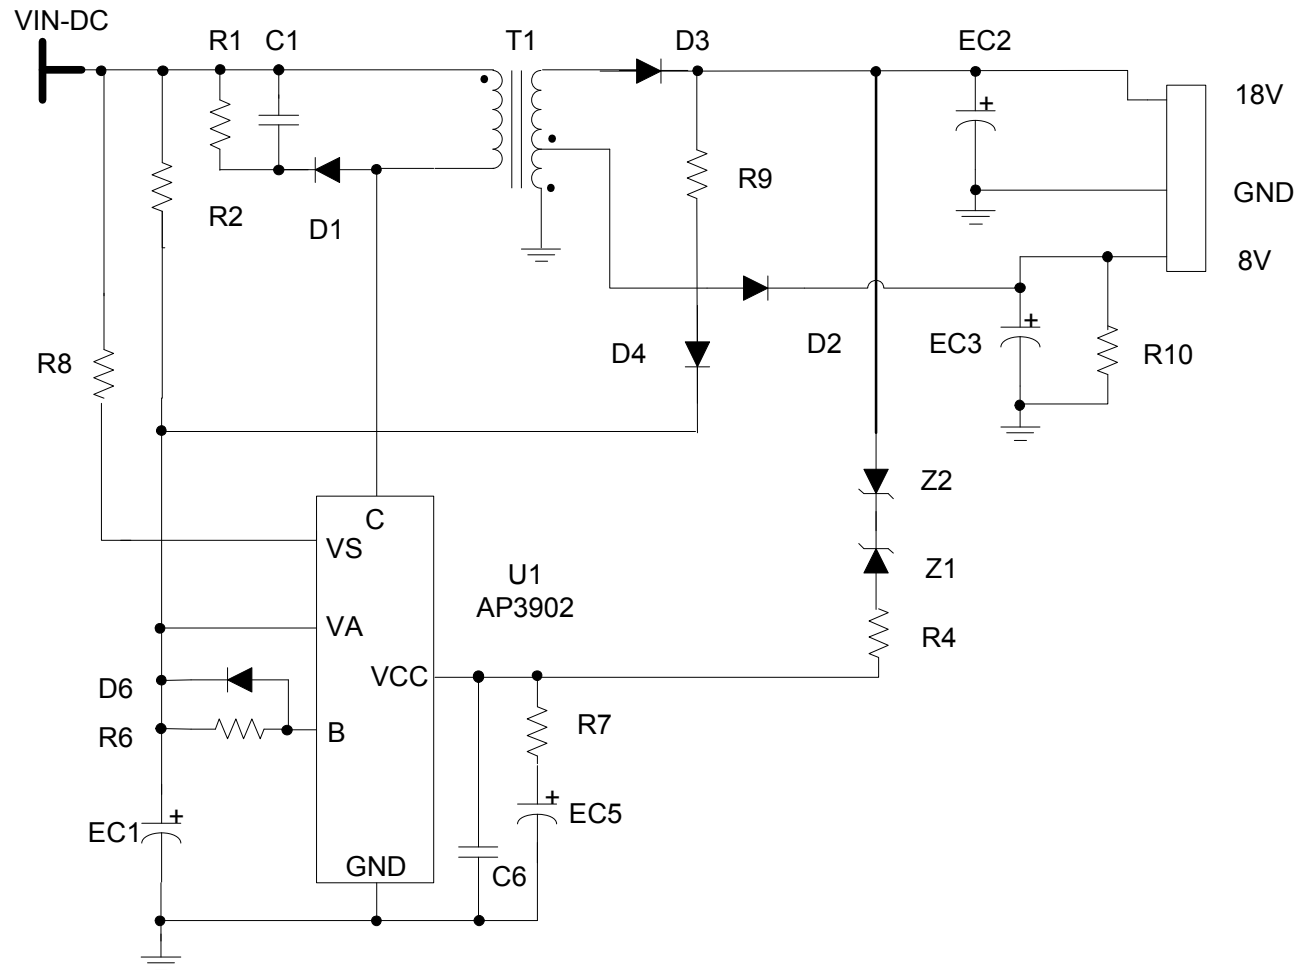 VIN-DC
R1
C1
T1
D3
EC2
18V
R9
GND
R2
D1
8V
R8
D4
D2
EC3
R10
C
Z2
VS
U1
AP3902
Z1
VA
R4
VCC
D6
R6
B
R7
EC1
EC5
GND
C6
+
+
+
+